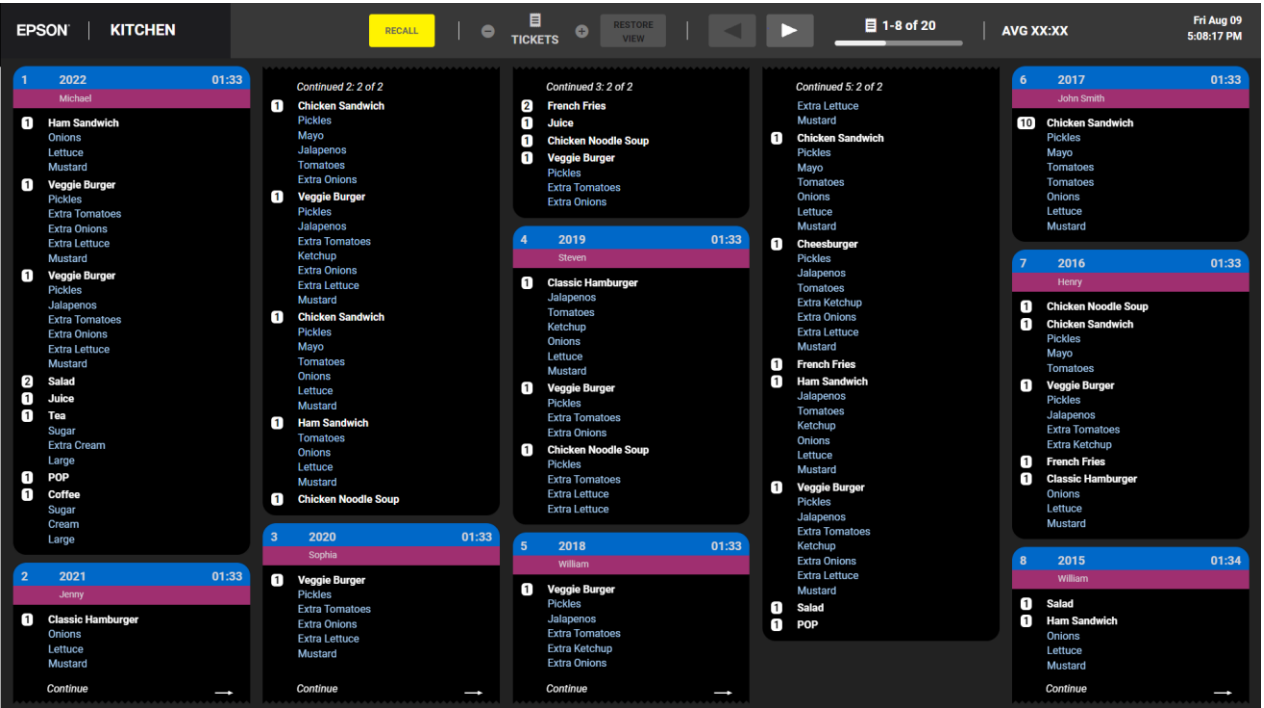 EPSON | KITCHEN
RECALL
TICKETS
RESTORE VIEW
1-8 of 20
AVG XX:XX
Fri Aug 09
5:08:17 PM
1 2022 01:33
Michael
1 Ham Sandwich
Onions
Lettuce
Mustard
1 Veggie Burger
Pickles
Extra Tomatoes
Extra Onions
Extra Lettuce
Mustard
1 Veggie Burger
Pickles
Jalapenos
Extra Tomatoes
Extra Onions
Extra Lettuce
Mustard
2 Salad
1 Juice
1 Tea
Sugar
Extra Cream
Large
1 POP
1 Coffee
Sugar
Cream
Large
2 2021 01:33
Jenny
1 Classic Hamburger
Onions
Lettuce
Mustard
Continue
Continued 2: 2 of 2
1 Chicken Sandwich
Pickles
Mayo
Jalapenos
Tomatoes
Extra Onions
1 Veggie Burger
Pickles
Jalapenos
Extra Tomatoes
Ketchup
Extra Onions
Extra Lettuce
Mustard
1 Chicken Sandwich
Pickles
Mayo
Tomatoes
Onions
Lettuce
Mustard
1 Ham Sandwich
Tomatoes
Onions
Lettuce
Mustard
1 Chicken Noodle Soup
3 2020 01:33
Sophia
1 Veggie Burger
Pickles
Extra Tomatoes
Extra Onions
Extra Lettuce
Mustard
Continue
Continued 3: 2 of 2
2 French Fries
1 Juice
1 Chicken Noodle Soup
1 Veggie Burger
Pickles
Extra Tomatoes
Extra Onions
4 2019 01:33
Steven
1 Classic Hamburger
Jalapenos
Tomatoes
Ketchup
Onions
Lettuce
Mustard
1 Veggie Burger
Pickles
Extra Tomatoes
Extra Onions
1 Chicken Noodle Soup
Pickles
Extra Tomatoes
Extra Lettuce
Extra Lettuce
5 2018 01:33
William
1 Veggie Burger
Pickles
Jalapenos
Extra Tomatoes
Extra Ketchup
Extra Onions
Continue
Continued 5: 2 of 2
Extra Lettuce
Mustard
1 Chicken Sandwich
Pickles
Mayo
Tomatoes
Onions
Lettuce
Mustard
1 Cheesburger
Pickles
Jalapenos
Tomatoes
Extra Ketchup
Extra Onions
Extra Lettuce
Mustard
1 French Fries
1 Ham Sandwich
Jalapenos
Tomatoes
Ketchup
Onions
Lettuce
Mustard
1 Veggie Burger
Pickles
Jalapenos
Extra Tomatoes
Ketchup
Extra Onions
Extra Lettuce
Mustard
1 Salad
1 POP
6 2017 01:33
John Smith
10 Chicken Sandwich
Pickles
Mayo
Tomatoes
Tomatoes
Onions
Lettuce
Mustard
7 2016 01:33
Henry
1 Chicken Noodle Soup
1 Chicken Sandwich
Pickles
Mayo
Tomatoes
1 Veggie Burger
Pickles
Jalapenos
Extra Tomatoes
Extra Ketchup
1 French Fries
1 Classic Hamburger
Onions
Lettuce
Mustard
8 2015 01:34
William
1 Salad
1 Ham Sandwich
Onions
Lettuce
Mustard
Continue